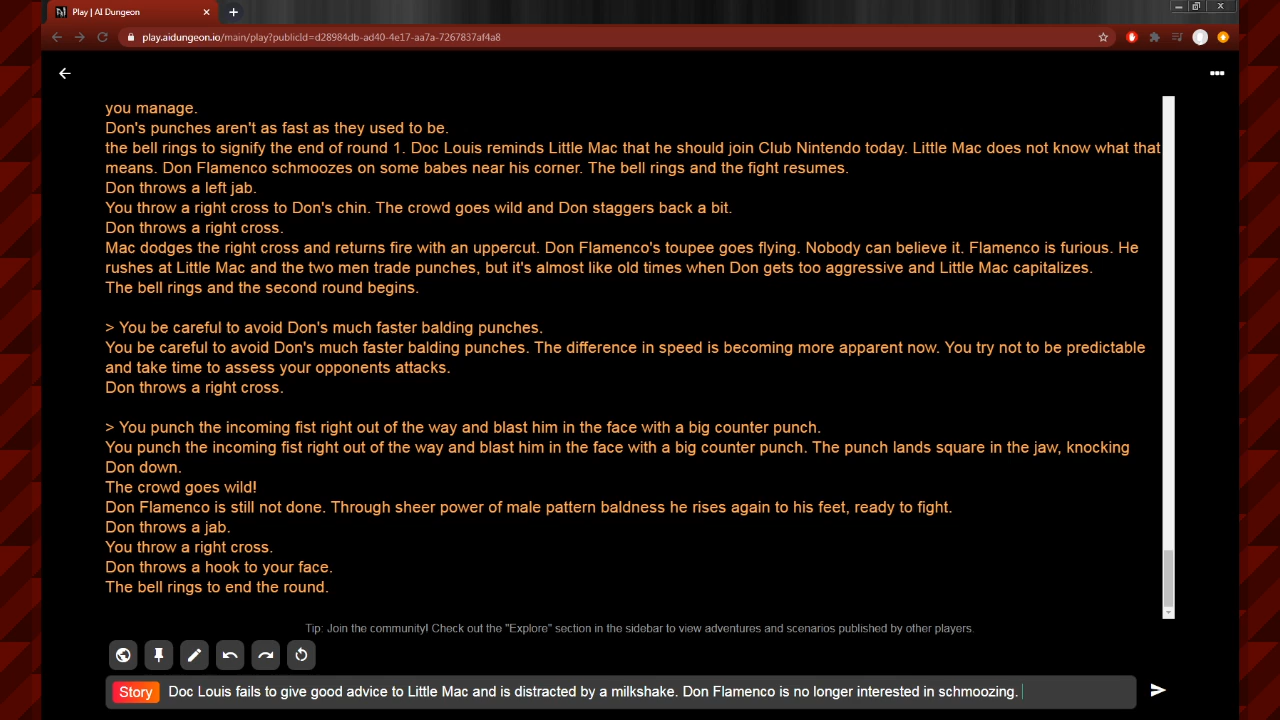 Play | AI Dungeon
play.aidungeon.io/main/play?publicId=d28984db-ad40-4e17-aa7a-7267837af4a8
you manage.
Don's punches aren't as fast as they used to be.
the bell rings to signify the end of round 1. Doc Louis reminds Little Mac that he should join Club Nintendo today. Little Mac does not know what that
means. Don Flamenco schmoozes on some babes near his corner. The bell rings and the fight resumes.
Don throws a left jab.
You throw a right cross to Don's chin. The crowd goes wild and Don staggers back a bit.
Don throws a right cross.
Mac dodges the right cross and returns fire with an uppercut. Don Flamenco's toupee goes flying. Nobody can believe it. Flamenco is furious. He
rushes at Little Mac and the two men trade punches, but it's almost like old times when Don gets too aggressive and Little Mac capitalizes.
The bell rings and the second round begins.
> You be careful to avoid Don's much faster balding punches.
You be careful to avoid Don's much faster balding punches. The difference in speed is becoming more apparent now. You try not to be predictable
and take time to assess your opponents attacks.
Don throws a right cross.
> You punch the incoming fist right out of the way and blast him in the face with a big counter punch.
You punch the incoming fist right out of the way and blast him in the face with a big counter punch. The punch lands square in the jaw, knocking
Don down.
The crowd goes wild!
Don Flamenco is still not done. Through sheer power of male pattern baldness he rises again to his feet, ready to fight.
Don throws a jab.
You throw a right cross.
Don throws a hook to your face.
The bell rings to end the round.
Tip: Join the community! Check out the "Explore" section in the sidebar to view adventures and scenarios published by other players.
Story Doc Louis fails to give good advice to Little Mac and is distracted by a milkshake. Don Flamenco is no longer interested in schmoozing.